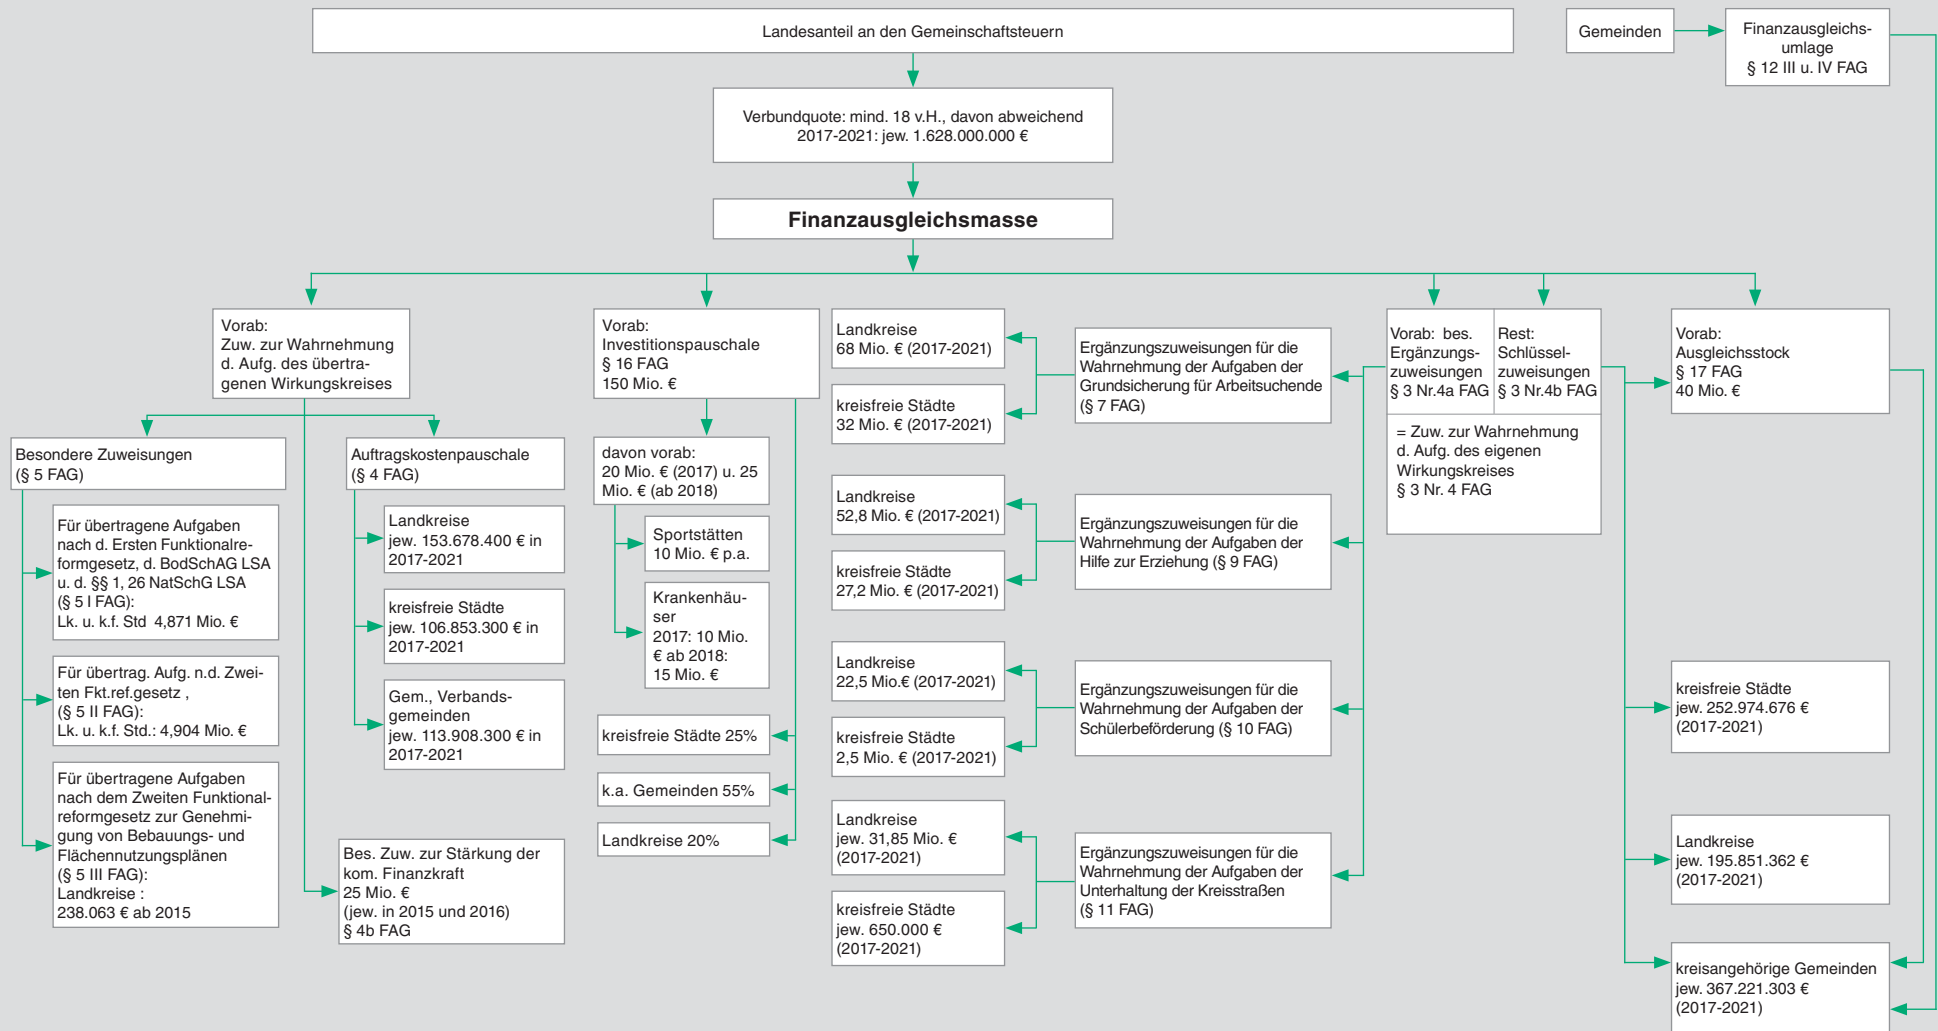 Landesanteil an den Gemeinschaftsteuern
Gemeinden
Finanzausgleichs-
umlage
§ 12 III u. IV FAG
Verbundquote: mind. 18 v.H., davon abweichend
2017-2021: jew. 1.628.000.000 €
Finanzausgleichsmasse
Vorab:
Zuw. zur Wahrnehmung
d. Aufg. des übertra-
genen Wirkungskreises
Besondere Zuweisungen
(§ 5 FAG)
Für übertragene Aufgaben
nach d. Ersten Funktionalre-
formgesetz, d. BodSchAG LSA
u. d. §§ 1, 26 NatSchG LSA
(§ 5 I FAG):
Lk. u. k.f. Std 4,871 Mio. €
Für übertrag. Aufg. n.d. Zwei-
ten Fkt.ref.gesetz ,
(§ 5 II FAG):
Lk. u. k.f. Std.: 4,904 Mio. €
Für übertragene Aufgaben
nach dem Zweiten Funktional-
reformgesetz zur Genehmi-
gung von Bebauungs- und
Flächennutzungsplänen
(§ 5 III FAG):
Landkreise :
238.063 € ab 2015
Auftragskostenpauschale
(§ 4 FAG)
Landkreise
jew. 153.678.400 € in
2017-2021
kreisfreie Städte
jew. 106.853.300 € in
2017-2021
Gem., Verbands-
gemeinden
jew. 113.908.300 € in
2017-2021
Bes. Zuw. zur Stärkung der
kom. Finanzkraft
25 Mio. €
(jew. in 2015 und 2016)
§ 4b FAG
Vorab:
Investitionspauschale
§ 16 FAG
150 Mio. €
davon vorab:
20 Mio. € (2017) u. 25
Mio. € (ab 2018)
Sportstätten
10 Mio. € p.a.
Krankenhäu-
ser
2017: 10 Mio.
€ ab 2018:
15 Mio. €
kreisfreie Städte 25%
k.a. Gemeinden 55%
Landkreise 20%
Landkreise
68 Mio. € (2017-2021)
kreisfreie Städte
32 Mio. € (2017-2021)
Ergänzungszuweisungen für die
Wahrnehmung der Aufgaben der
Grundsicherung für Arbeitsuchende
(§ 7 FAG)
Landkreise
52,8 Mio. € (2017-2021)
kreisfreie Städte
27,2 Mio. € (2017-2021)
Ergänzungszuweisungen für die
Wahrnehmung der Aufgaben der
Hilfe zur Erziehung (§ 9 FAG)
Landkreise
22,5 Mio.€ (2017-2021)
kreisfreie Städte
2,5 Mio. € (2017-2021)
Ergänzungszuweisungen für die
Wahrnehmung der Aufgaben der
Schülerbeförderung (§ 10 FAG)
Landkreise
jew. 31,85 Mio. €
(2017-2021)
kreisfreie Städte
jew. 650.000 €
(2017-2021)
Ergänzungszuweisungen für die
Wahrnehmung der Aufgaben der
Unterhaltung der Kreisstraßen
(§ 11 FAG)
Vorab: bes.
Ergänzungs-
zuweisungen
§ 3 Nr.4a FAG
Rest:
Schlüssel-
zuweisungen
§ 3 Nr.4b FAG
= Zuw. zur Wahrnehmung
d. Aufg. des eigenen
Wirkungskreises
§ 3 Nr. 4 FAG
Vorab:
Ausgleichsstock
§ 17 FAG
40 Mio. €
kreisfreie Städte
jew. 252.974.676 €
(2017-2021)
Landkreise
jew. 195.851.362 €
(2017-2021)
kreisangehörige Gemeinden
jew. 367.221.303 €
(2017-2021)